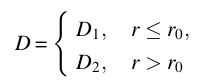 D = { D₁, r ≤ r₀,
D₂, r > r₀